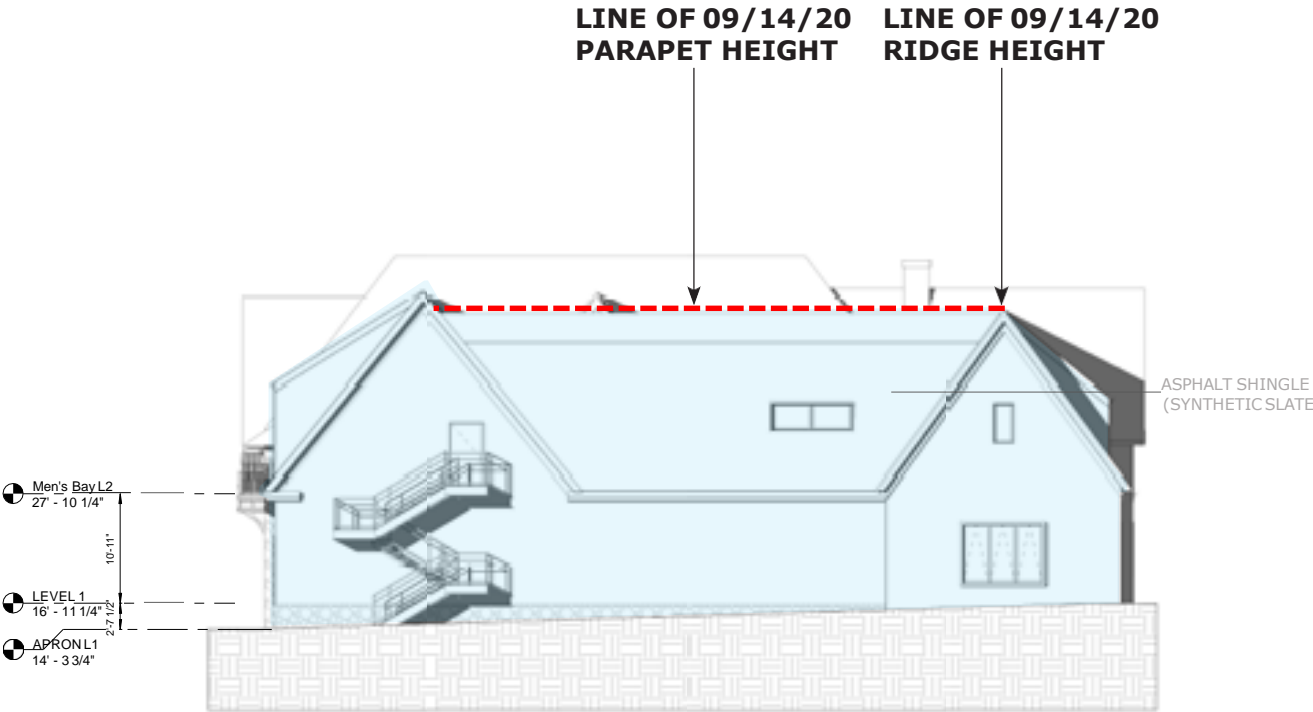 LINE OF 09/14/20
PARAPET HEIGHT
LINE OF 09/14/20
RIDGE HEIGHT
ASPHALT SHINGLE
(SYNTHETIC SLATE
Men's Bay L2
27' - 10 1/4"
10'-11"
LEVEL 1
16' - 11 1/4"
2'-7 1/2"
APRON L1
14' - 3 3/4"